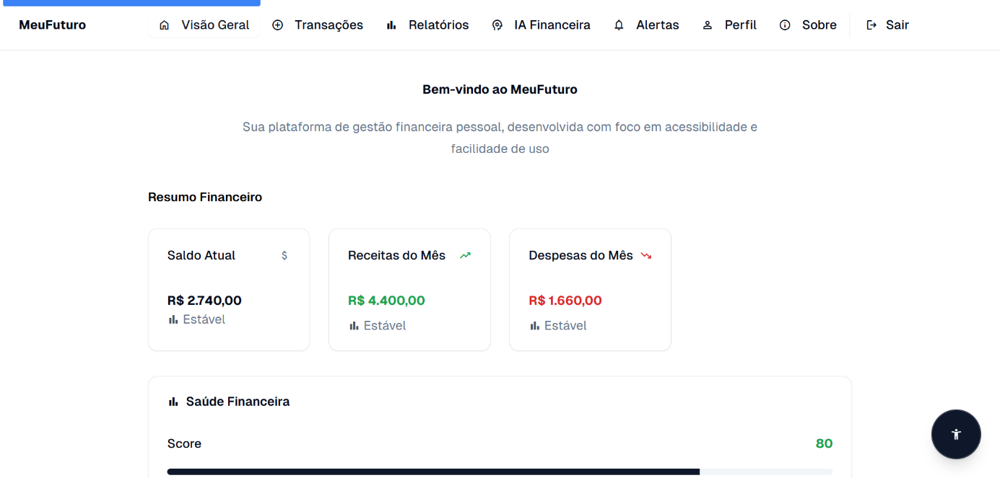 MeuFuturo
Visão Geral
Transações
Relatórios
IA Financeira
Alertas
Perfil
Sobre
Sair
Bem-vindo ao MeuFuturo
Sua plataforma de gestão financeira pessoal, desenvolvida com foco em acessibilidade e
facilidade de uso
Resumo Financeiro
Saldo Atual
$
R$ 2.740,00
Estável
Receitas do Mês
R$ 4.400,00
Estável
Despesas do Mês
R$ 1.660,00
Estável
Saúde Financeira
Score
80